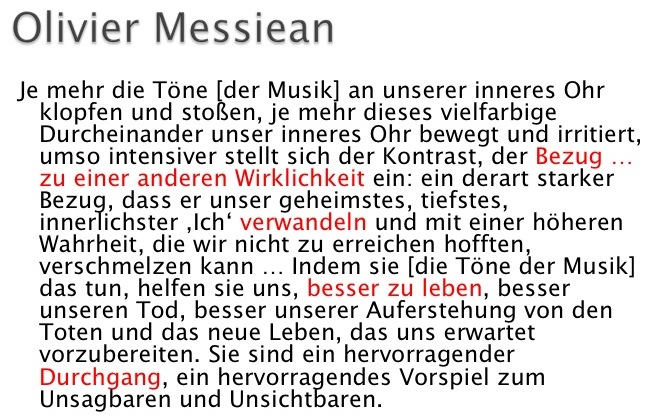 Olivier Messiean
Je mehr die Töne [der Musik] an unserer inneres Ohr
klopfen und stoßen, je mehr dieses vielfarbige
Durcheinander unser inneres Ohr bewegt und irritiert,
umso intensiver stellt sich der Kontrast, der Bezug …
zu einer anderen Wirklichkeit ein: ein derart starker
Bezug, dass er unser geheimstes, tiefstes,
innerlichster ‚Ich‘ verwandeln und mit einer höheren
Wahrheit, die wir nicht zu erreichen hofften,
verschmelzen kann … Indem sie [die Töne der Musik]
das tun, helfen sie uns, besser zu leben, besser
unseren Tod, besser unserer Auferstehung von den
Toten und das neue Leben, das uns erwartet
vorzubereiten. Sie sind ein hervorragender
Durchgang, ein hervorragendes Vorspiel zum
Unsagbaren und Unsichtbaren.